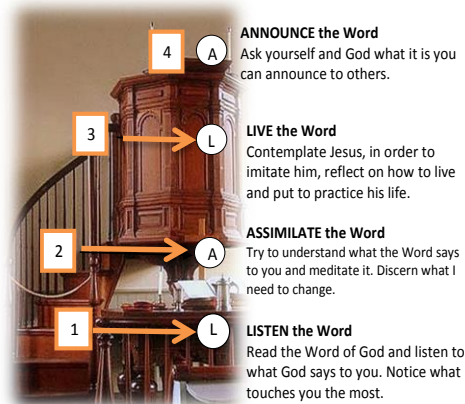 4
A
ANNOUNCE the Word
Ask yourself and God what it is you
can announce to others.
3
L
LIVE the Word
Contemplate Jesus, in order to
imitate him, reflect on how to live
and put to practice his life.
2
A
ASSIMILATE the Word
Try to understand what the Word says
to you and meditate it. Discern what I
need to change.
1
L
LISTEN the Word
Read the Word of God and listen to
what God says to you. Notice what
touches you the most.